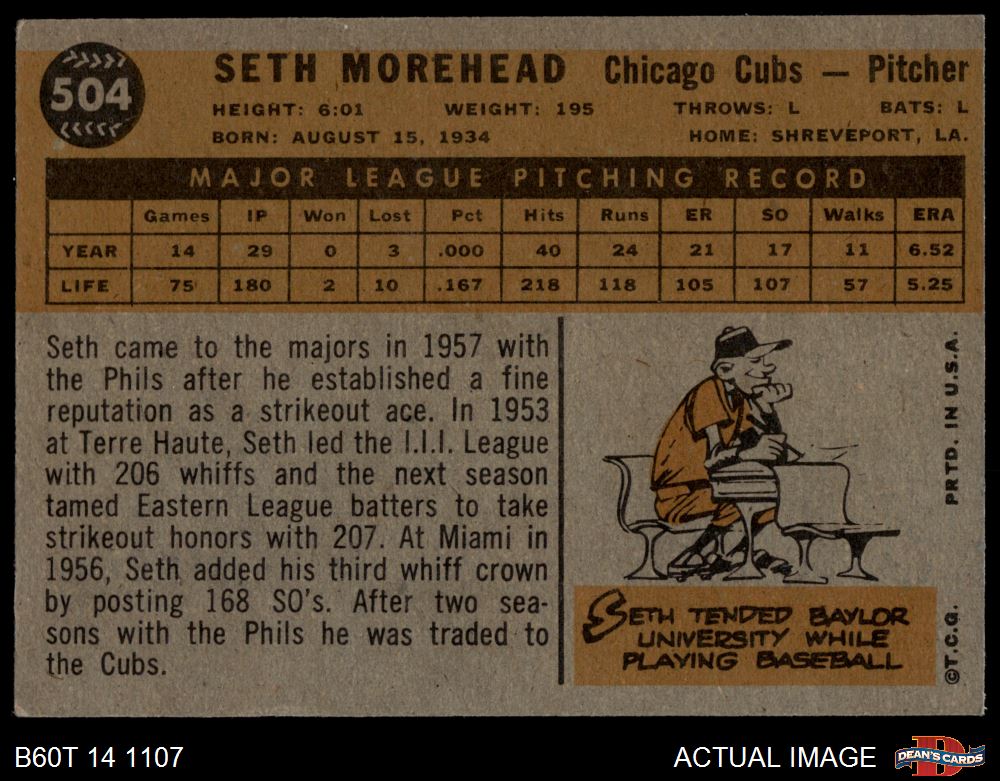 504
SETH MOREHEAD Chicago Cubs — Pitcher
HEIGHT: 6:01 WEIGHT: 195 THROWS: L BATS: L
BORN: AUGUST 15, 1934 HOME: SHREVEPORT, LA.
MAJOR LEAGUE PITCHING RECORD
Games IP Won Lost Pct Hits Runs ER SO Walks ERA
YEAR 14 29 0 3 .000 40 24 21 17 11 6.52
LIFE 75 180 2 10 .167 218 118 105 107 57 5.25
Seth came to the majors in 1957 with
the Phils after he established a fine
reputation as a strikeout ace. In 1953
at Terre Haute, Seth led the I.I.I. League
with 206 whiffs and the next season
tamed Eastern League batters to take
strikeout honors with 207. At Miami in
1956, Seth added his third whiff crown
by posting 168 SO's. After two sea-
sons with the Phils he was traded to
the Cubs.
SETH TENDED BAYLOR
UNIVERSITY WHILE
PLAYING BASEBALL
©T.C.G. PRTD. IN U.S.A.
B60T 14 1107 ACTUAL IMAGE D DEAN'S CARDS